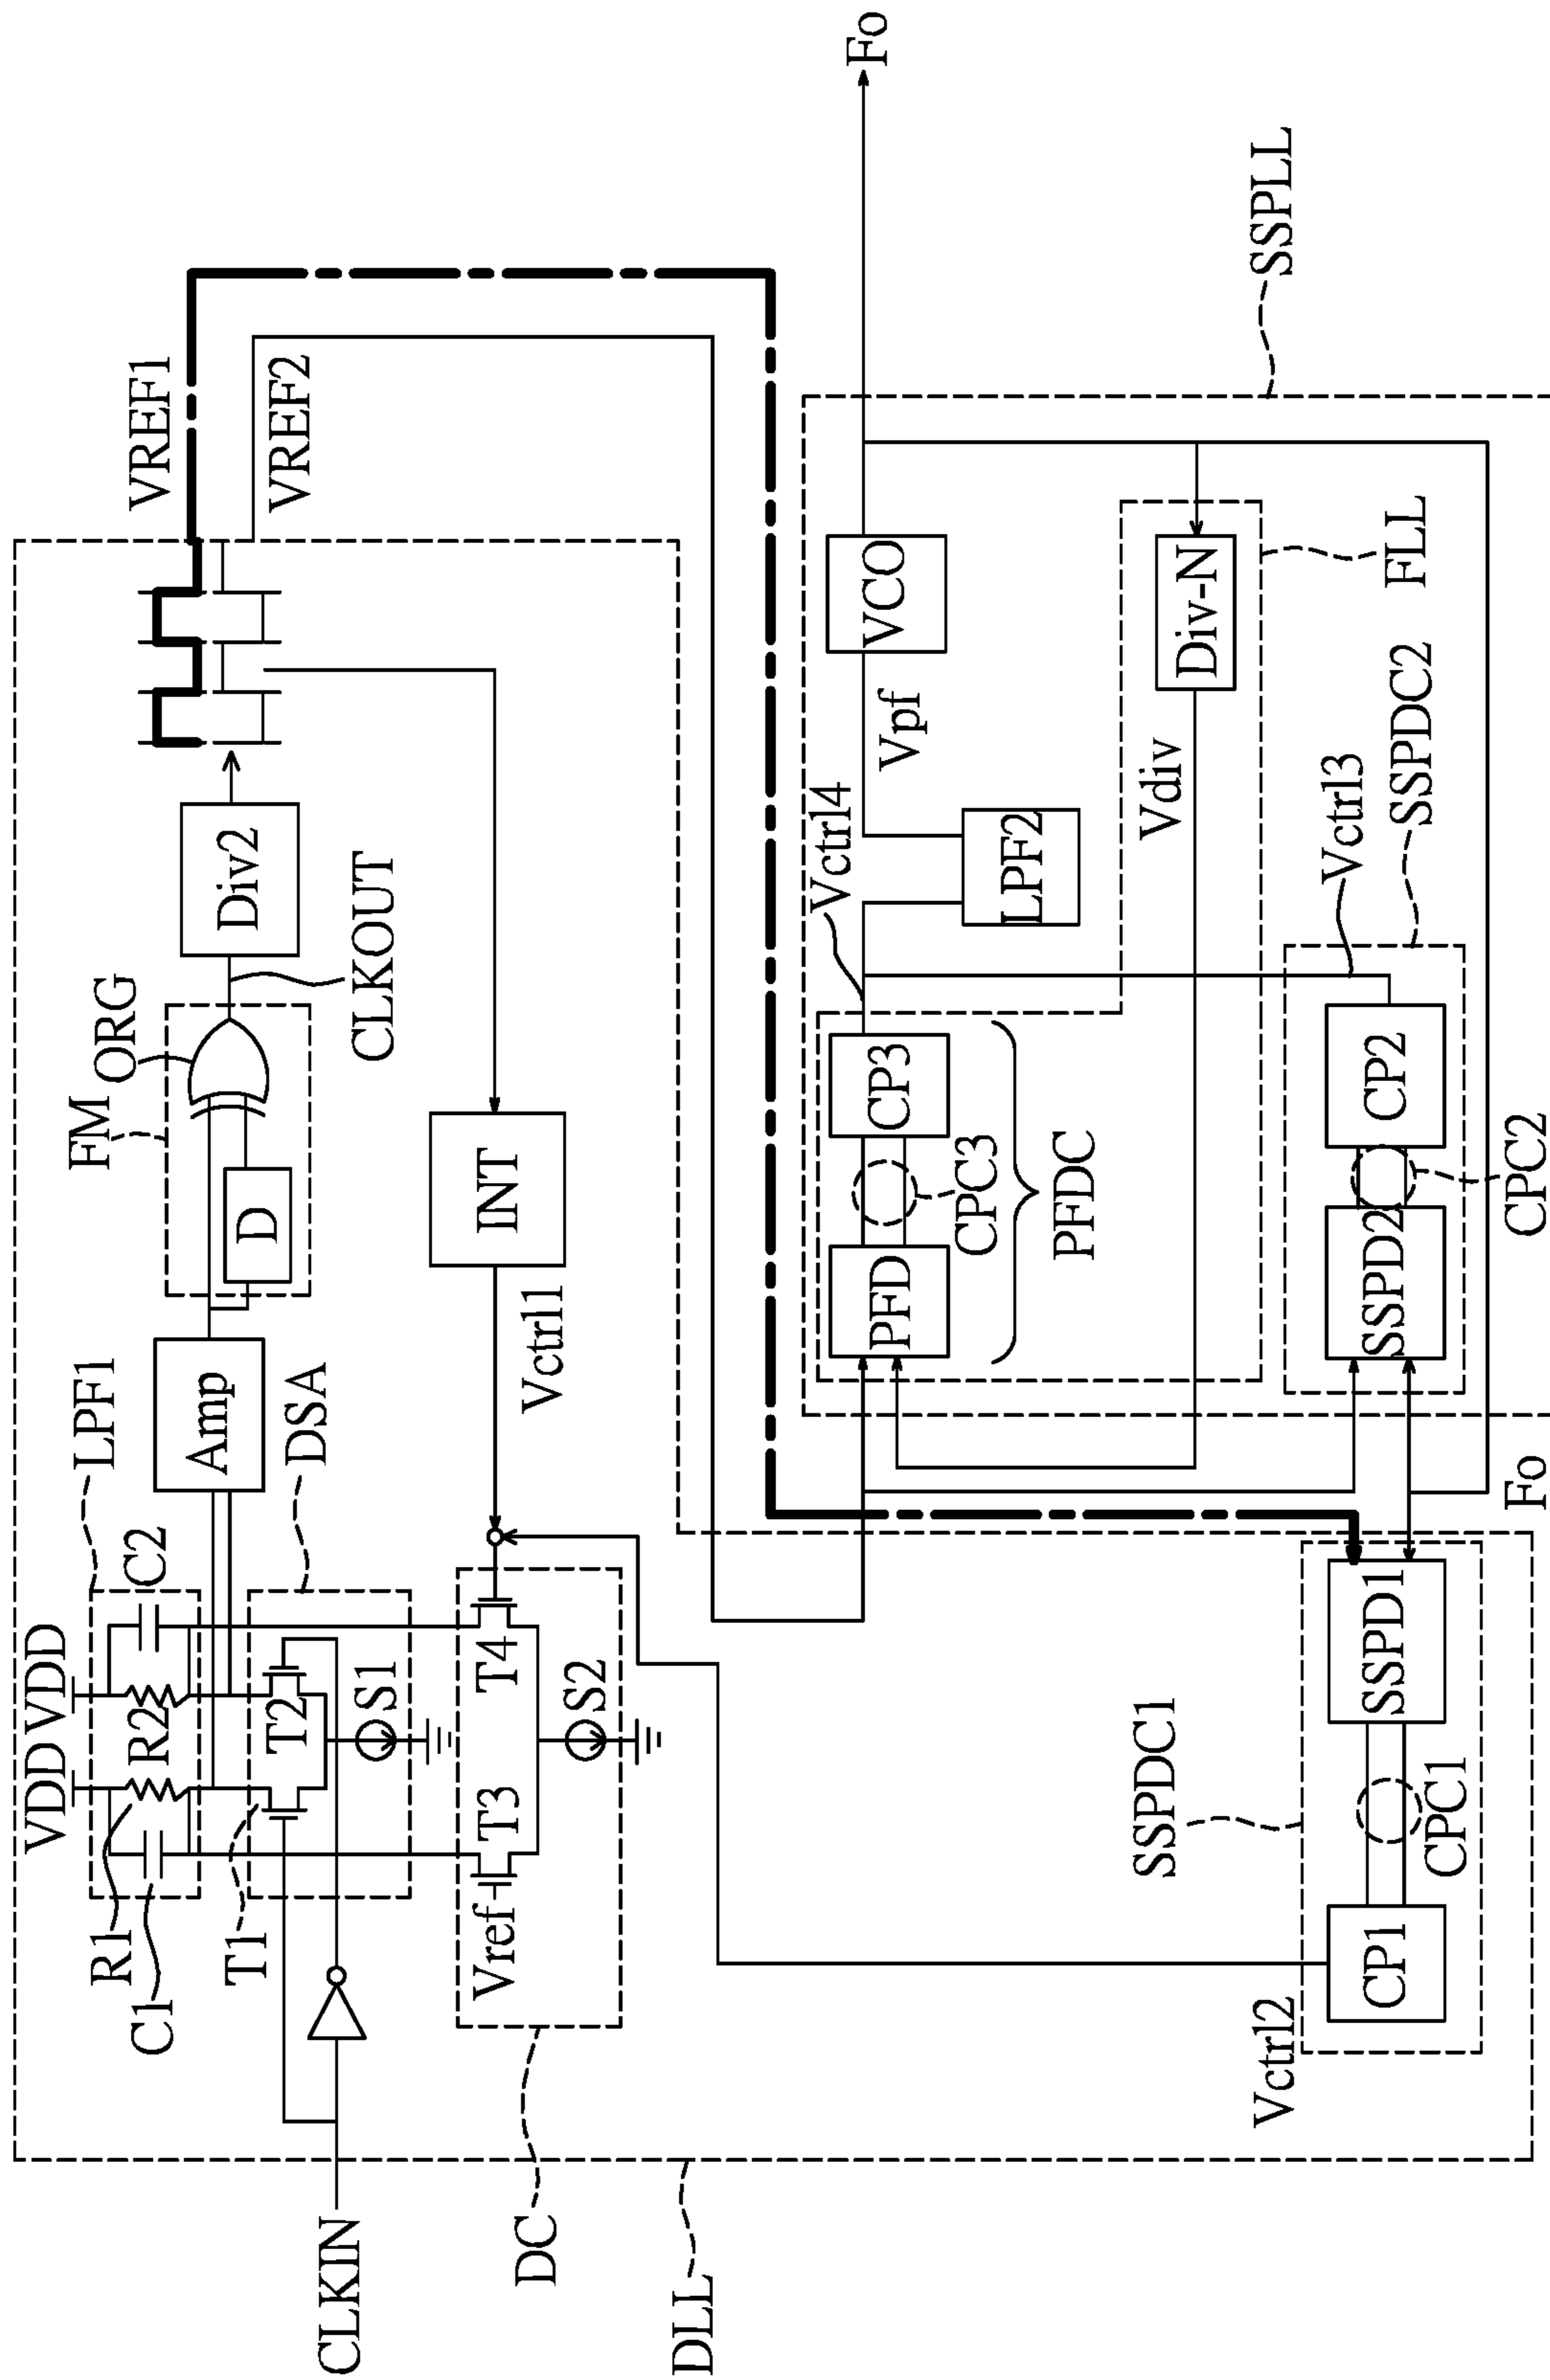 VDD VDD
LPF1
FM
ORG
VREF1
R1
R2
C2
C1
Amp
D
Div2
VREF2
T1
T2
S1
DSA
CLKOUT
CLKIN
Vref
T3
T4
Vctrl1
INT
DC
S2
DLL
Vctrl4
Fo
PFD
CP3
Vpf
VCO
CPC3
LPF2
PFDC
Vdiv
Div-N
SSPDC1
Vctrl2
SSPLL
Vctrl3
FLL
CP1
SSPD1
SSPD2
CP2
SSPDC2
CPC1
Fo
CPC2